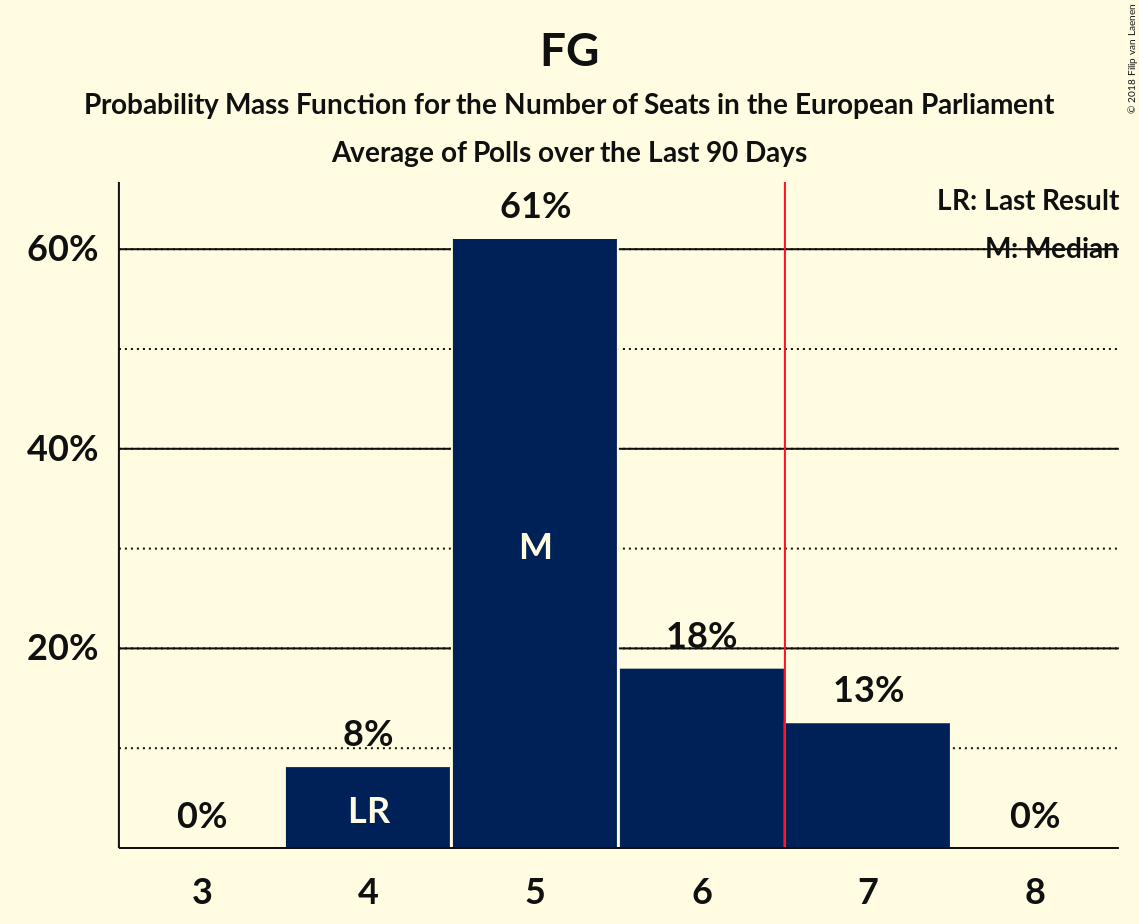 FG
Probability Mass Function for the Number of Seats in the European Parliament
Average of Polls over the Last 90 Days
© 2018 Filip van Laenen
LR: Last Result
M: Median
60%
40%
20%
0%
8%
61%
18%
13%
0%
LR
M
3
4
5
6
7
8